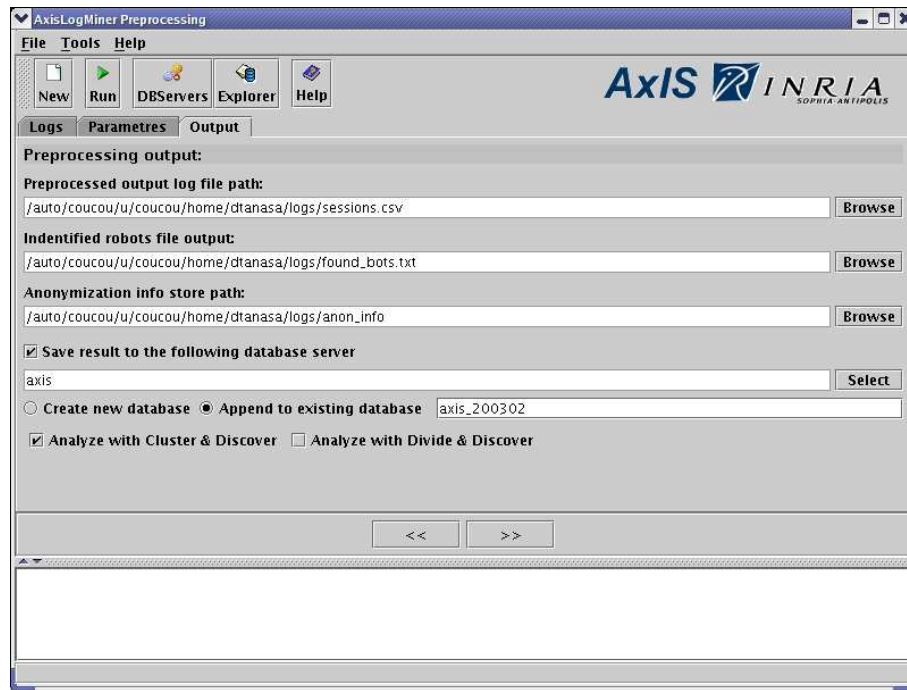 AxisLogMiner Preprocessing
File Tools Help
New Run DBServers Explorer Help
AxIS INRIA
SOPHIA ANTIPOLIS
Logs Parametres Output
Preprocessing output:
Preprocessed output log file path:
/auto/coucou/u/coucou/home/dtanasa/logs/sessions.csv Browse
Indentified robots file output:
/auto/coucou/u/coucou/home/dtanasa/logs/found_bots.txt Browse
Anonymization info store path:
/auto/coucou/u/coucou/home/dtanasa/logs/anon_info Browse
Save result to the following database server
axis Select
Create new database Append to existing database axis_200302
Analyze with Cluster & Discover Analyze with Divide & Discover
<< >>